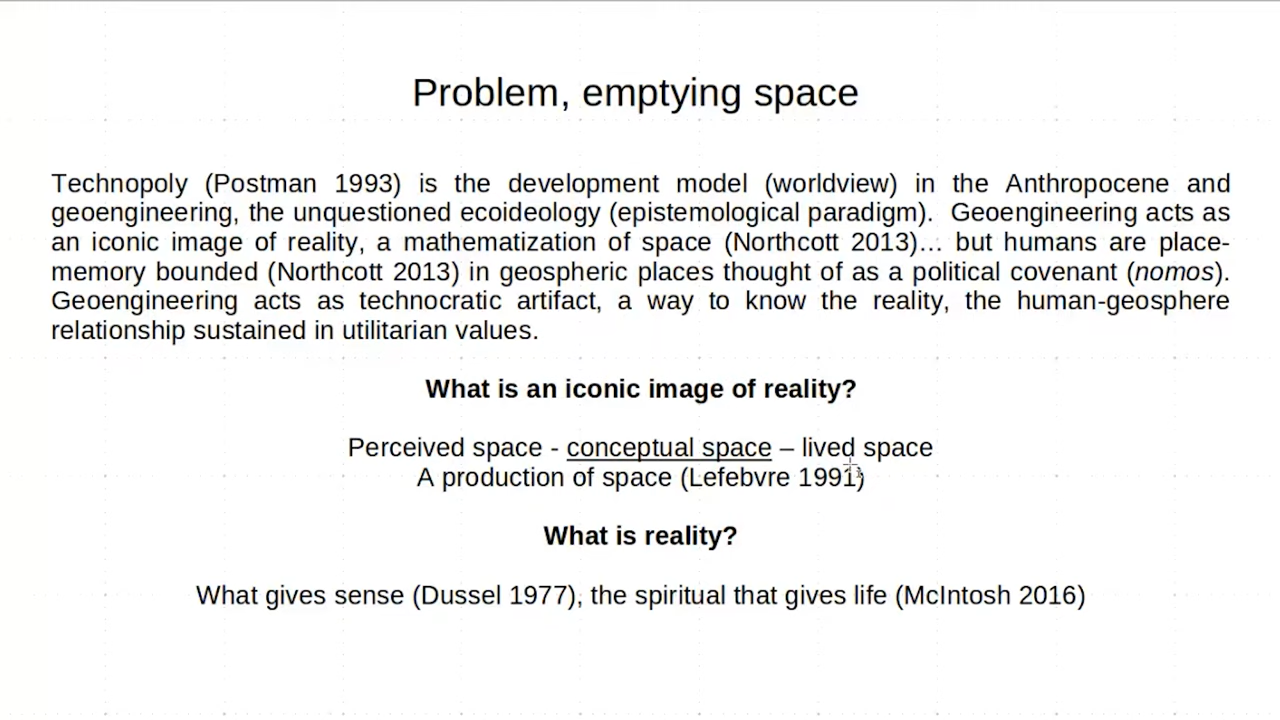 Problem, emptying space
Technopoly (Postman 1993) is the development model (worldview) in the Anthropocene and
geoengineering, the unquestioned ecoideology (epistemological paradigm).  Geoengineering acts as
an iconic image of reality, a mathematization of space (Northcott 2013)… but humans are place-
memory bounded (Northcott 2013) in geospheric places thought of as a political covenant (nomos).
Geoengineering acts as technocratic artifact, a way to know the reality, the human-geosphere
relationship sustained in utilitarian values.
What is an iconic image of reality?
Perceived space - conceptual space – lived space
A production of space (Lefebvre 1991)
What is reality?
What gives sense (Dussel 1977), the spiritual that gives life (McIntosh 2016)